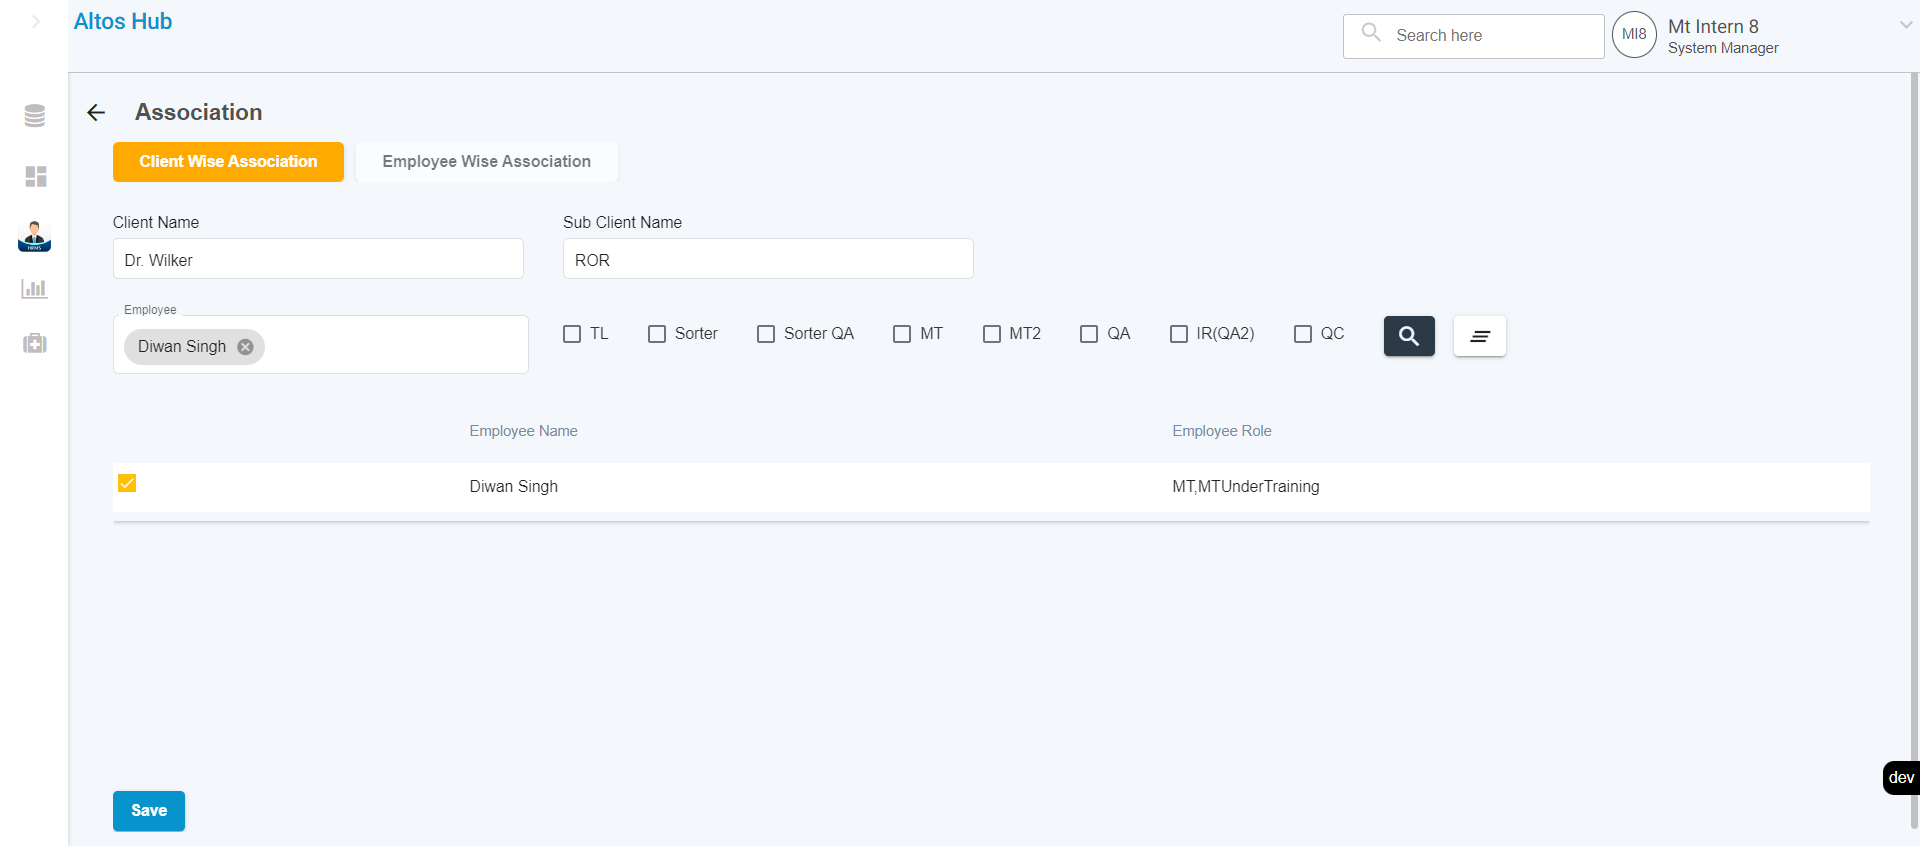 Altos Hub
Search here
MI8
Mt Intern 8
System Manager
Association
Client Wise Association
Employee Wise Association
Client Name
Sub Client Name
Dr. Wilker
ROR
Employee
Diwan Singh
TL
Sorter
Sorter QA
MT
MT2
QA
IR(QA2)
QC
Employee Name
Employee Role
Diwan Singh
MT,MTUnderTraining
dev
Save
HRMS